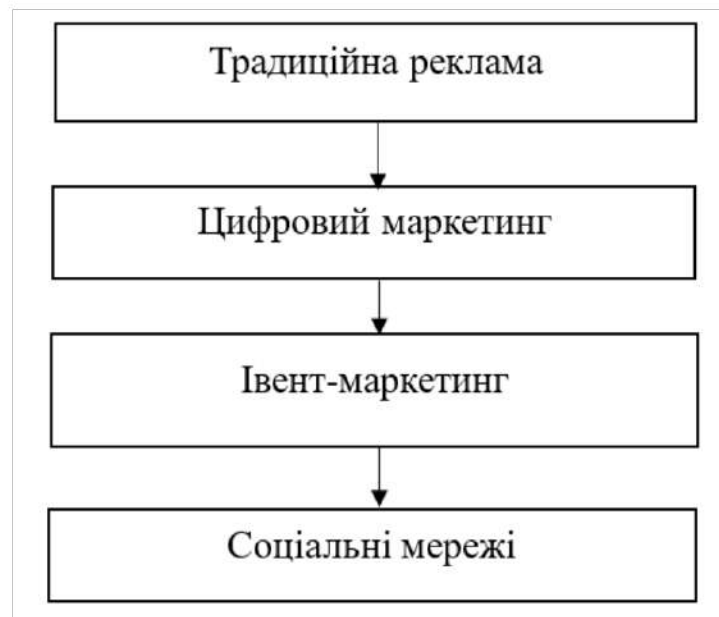 Традиційна реклама
Цифровий маркетинг
Івент-маркетинг
Соціальні мережі